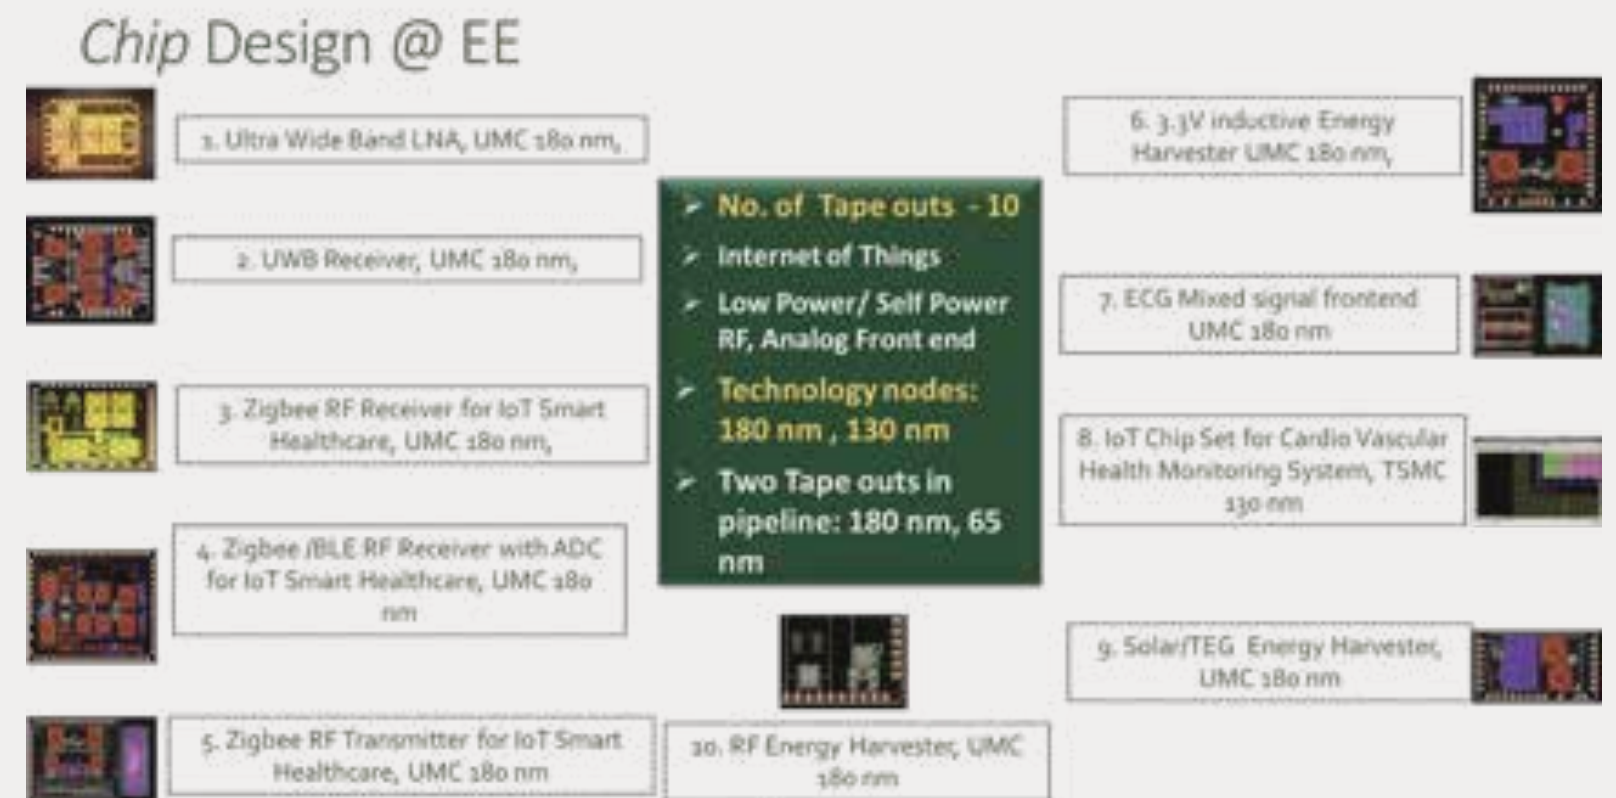 Chip Design @ EE
1. Ultra Wide Band LNA, UMC 180 nm,
2. UWB Receiver, UMC 180 nm,
3. Zigbee RF Receiver for IoT Smart
Healthcare, UMC 180 nm,
4. Zigbee /BLE RF Receiver with ADC
for IoT Smart Healthcare, UMC 180
nm
5. Zigbee RF Transmitter for IoT Smart
Healthcare, UMC 180 nm
➢ No. of Tape outs - 10
➢ Internet of Things
➢ Low Power/ Self Power
RF, Analog Front end
➢ Technology nodes:
180 nm , 130 nm
➢ Two Tape outs in
pipeline: 180 nm, 65
nm
10. RF Energy Harvester, UMC
180 nm
6. 3.3V inductive Energy
Harvester UMC 180 nm,
7. ECG Mixed signal frontend
UMC 180 nm
8. IoT Chip Set for Cardio Vascular
Health Monitoring System, TSMC
130 nm
9. Solar/TEG Energy Harvester,
UMC 180 nm